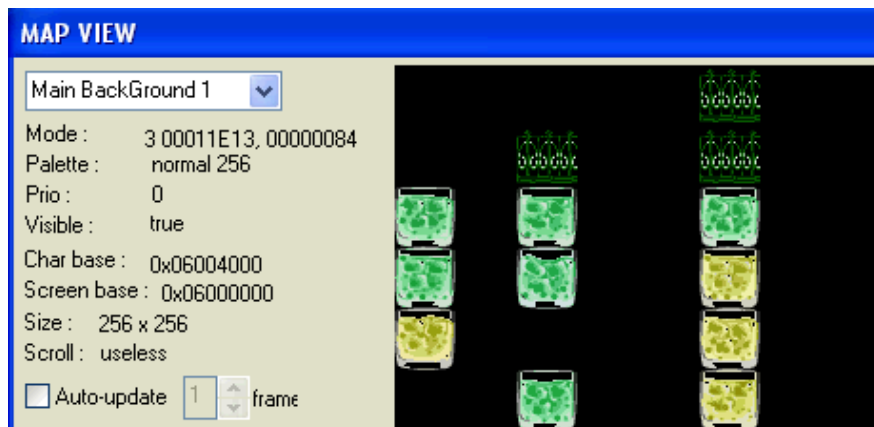 MAP VIEW
Main BackGround 1
Mode : 3 00011E13, 00000084
Palette : normal 256
Prio : 0
Visible : true
Char base : 0x06004000
Screen base : 0x06000000
Size : 256 x 256
Scroll : useless
Auto-update 1 frame